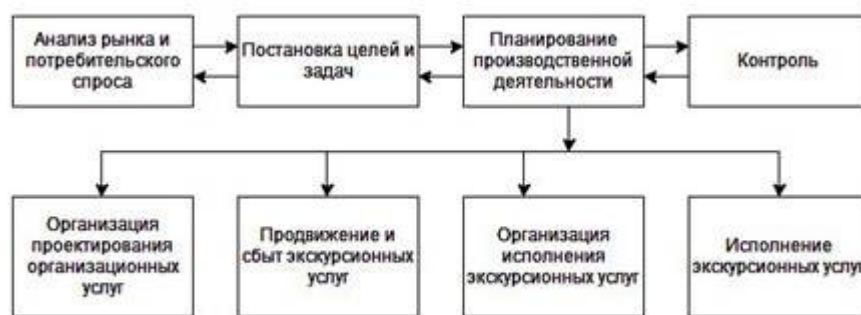 Анализ рынка и
потребительского
спроса
Постановка целей и
задач
Планирование
производственной
деятельности
Контроль
Организация
проектирования
организационных
услуг
Продвижение и
сбыт экскурсионных
услуг
Организация
исполнения
экскурсионных услуг
Исполнение
экскурсионных услуг